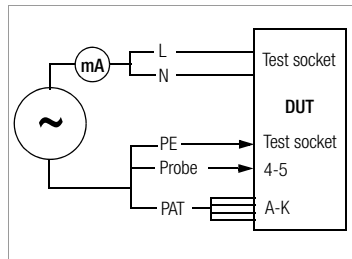 mA
L
N
Test socket
DUT
~
PE
Test socket
Probe
4-5
PAT
A-K